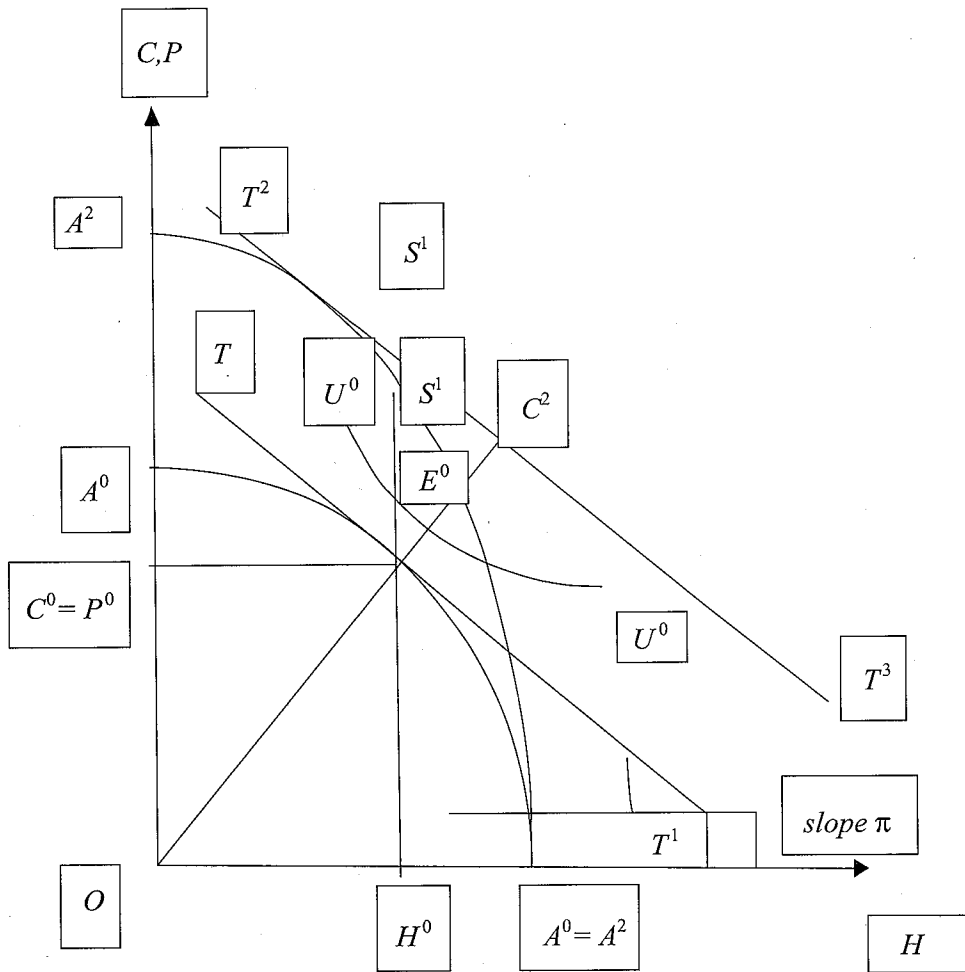 C,P
T²
A²
S¹
T
U⁰
S¹
C²
E⁰
A⁰
C⁰= P⁰
U⁰
T³
slope π
T¹
O
H⁰
A⁰= A²
H